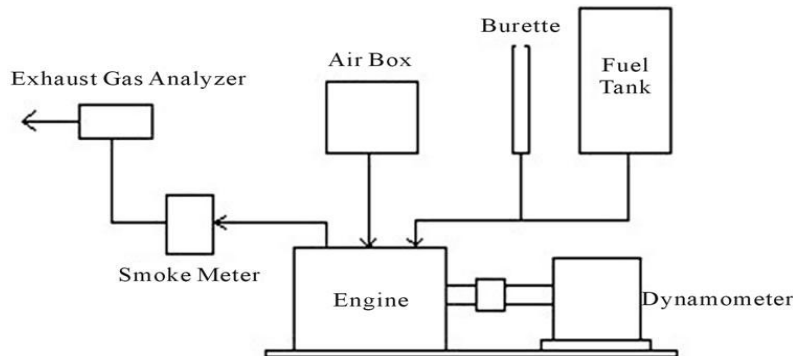 Burette
Exhaust Gas Analyzer
Air Box
Fuel
Tank
Smoke Meter
Engine
Dynamometer